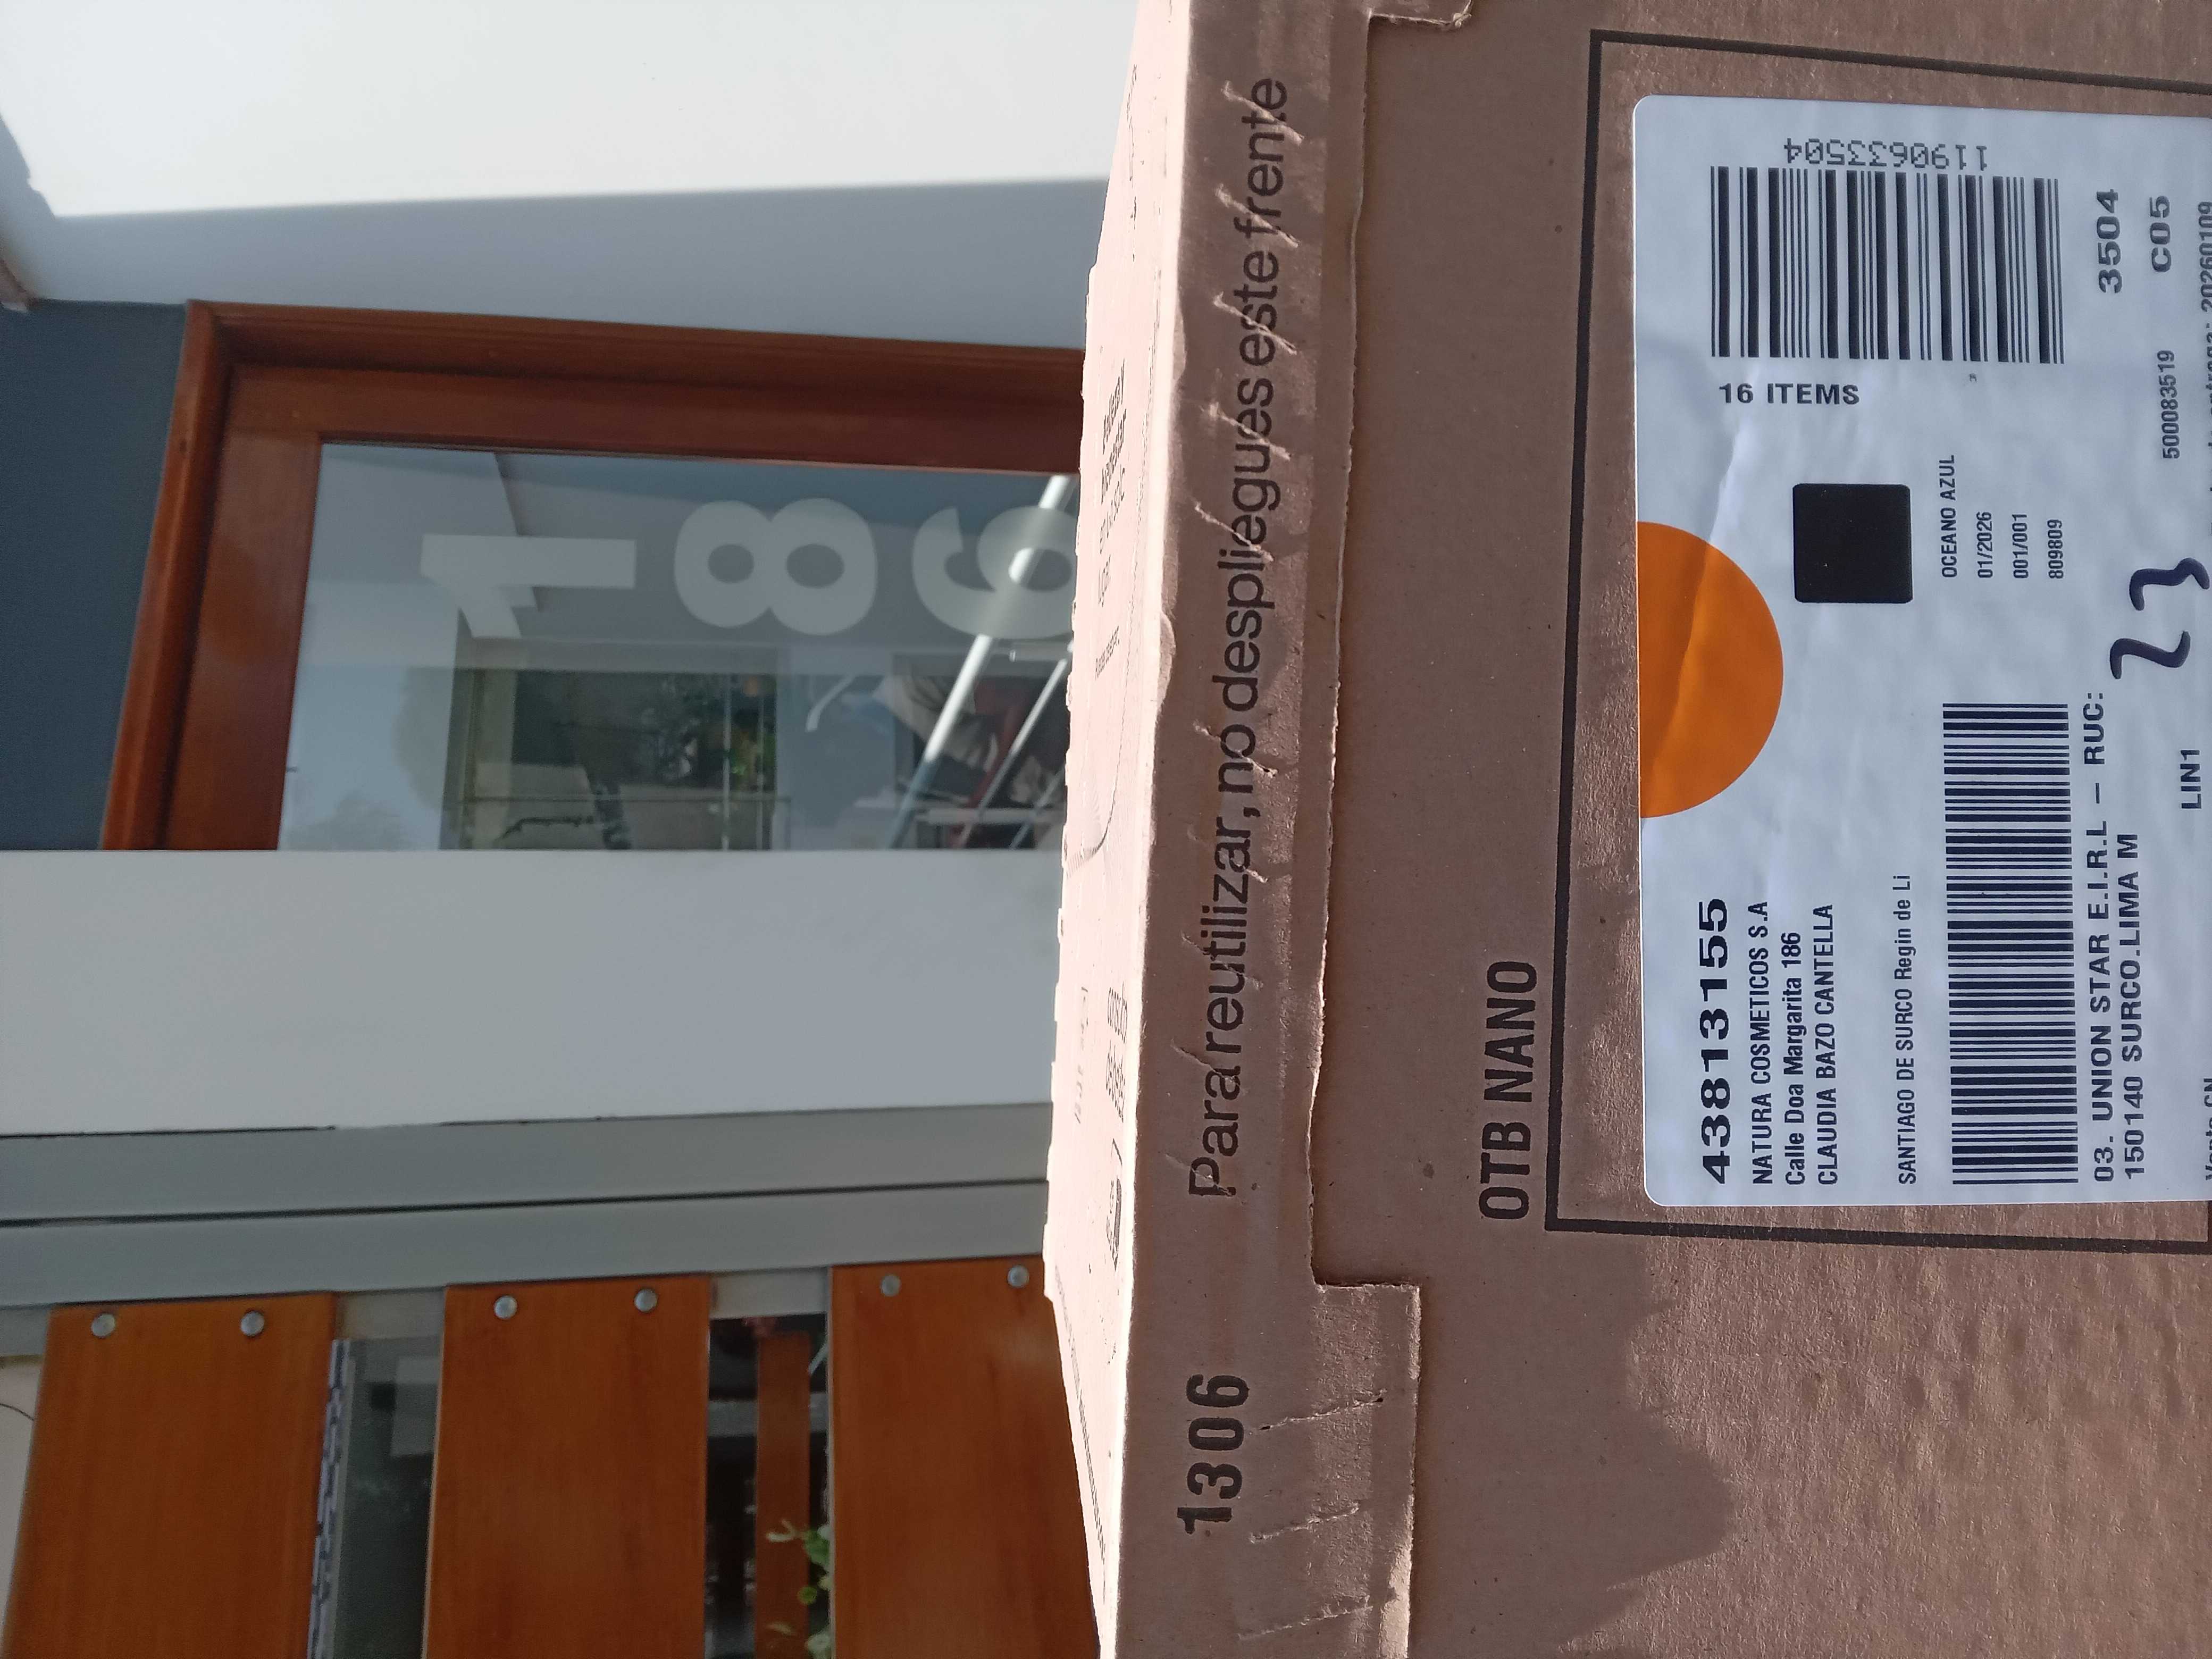 186
1306 Para reutilizar, no despliegues este frente
OTB NANO
43813155
NATURA COSMETICOS S.A
Calle Doa Margarita 186
CLAUDIA BAZO CANTELLA
SANTIAGO DE SURCO Regin de Li
16 ITEMS
1190633504
OCEANO AZUL
01/2026
001/001
809809
03. UNION STAR E.I.R.L – RUC:
150140 SURCO.LIMA M
23
3504
LIN1
500083519
C05
20260109